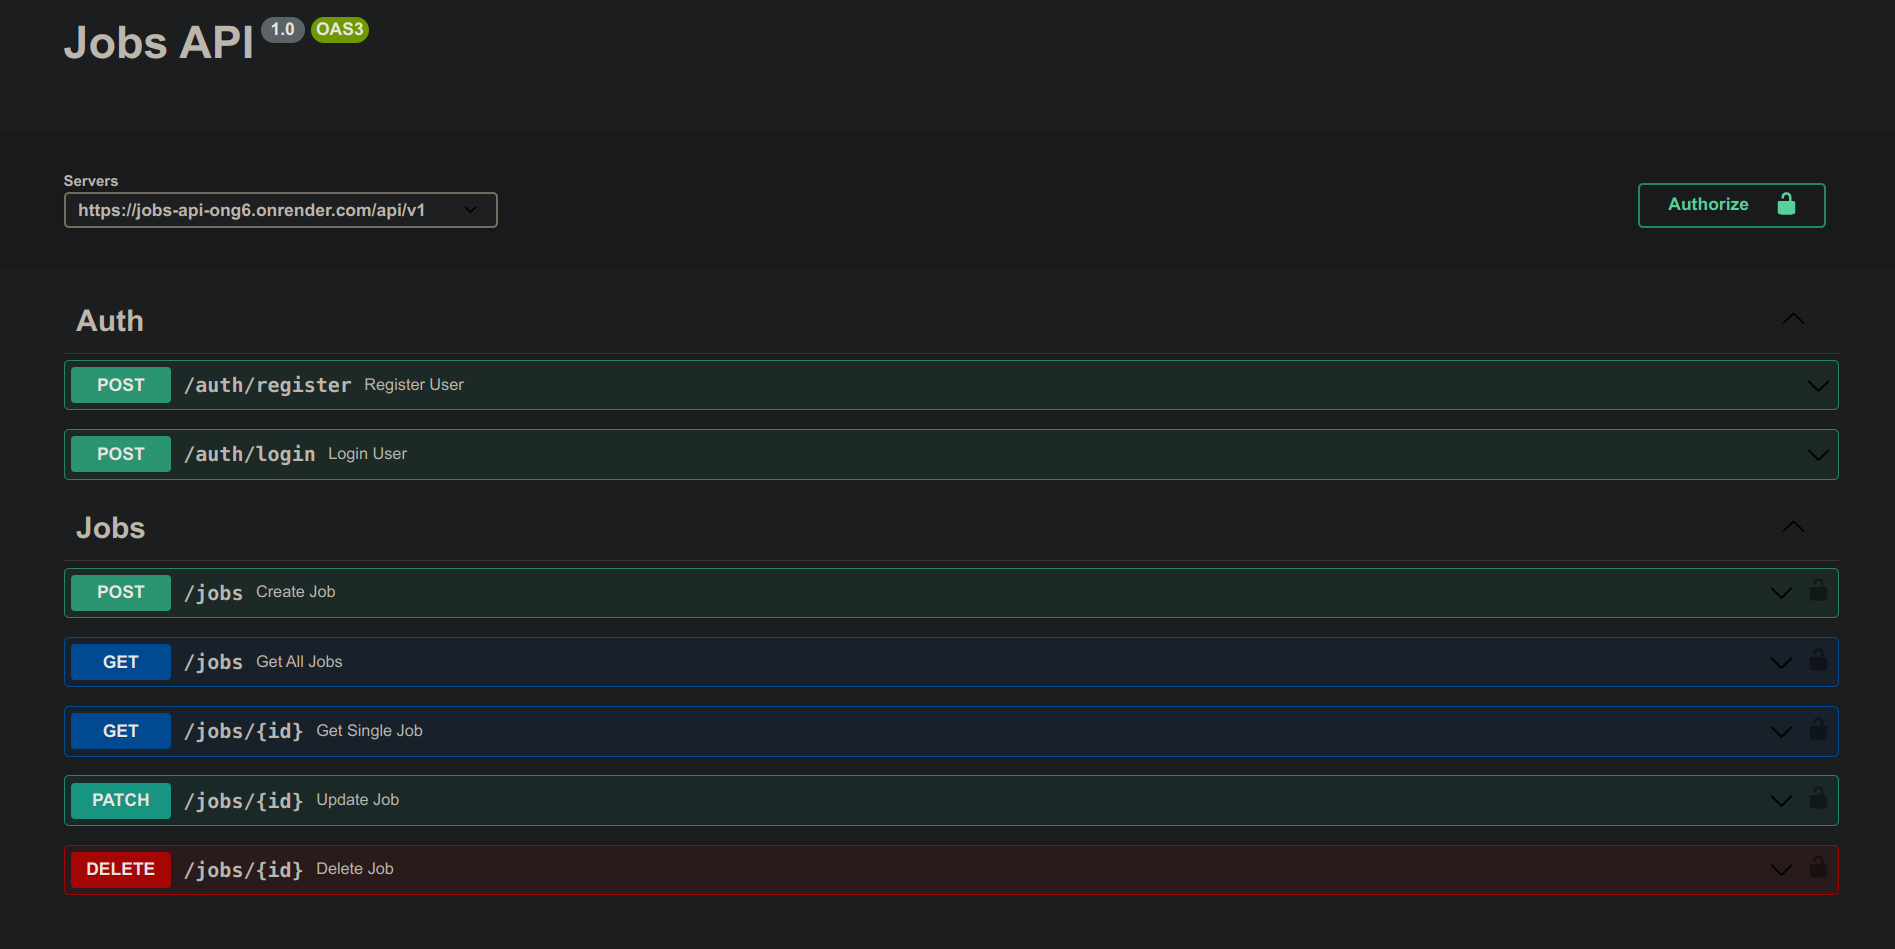 Jobs API 1.0 OAS3
Servers
https://jobs-api-ong6.onrender.com/api/v1
Authorize
Auth
POST /auth/register Register User
POST /auth/login Login User
Jobs
POST /jobs Create Job
GET /jobs Get All Jobs
GET /jobs/{id} Get Single Job
PATCH /jobs/{id} Update Job
DELETE /jobs/{id} Delete Job